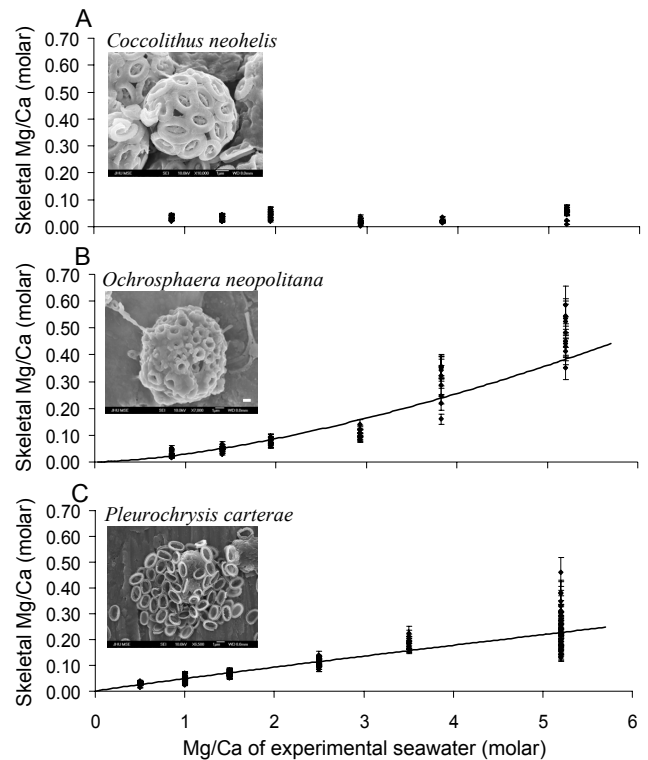 A
Coccolithus neohelis
Skeletal Mg/Ca (molar)
0.70
0.60
0.50
0.40
0.30
0.20
0.10
0.00
B
Ochrosphaera neopolitana
Skeletal Mg/Ca (molar)
0.70
0.60
0.50
0.40
0.30
0.20
0.10
0.00
C
Pleurochrysis carterae
Skeletal Mg/Ca (molar)
0.70
0.60
0.50
0.40
0.30
0.20
0.10
0.00
0 1 2 3 4 5 6
Mg/Ca of experimental seawater (molar)